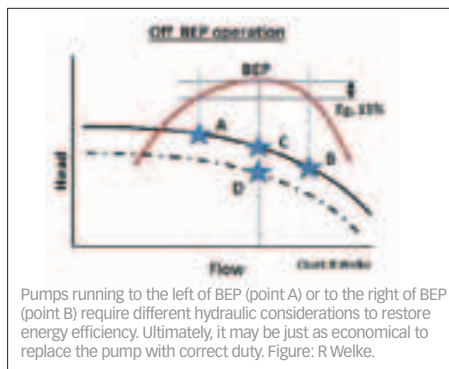 Off BEP operation
BEP
Eg. 15%
A
C
B
D
Head
Flow
Chart: R Welke
Pumps running to the left of BEP (point A) or to the right of BEP
(point B) require different hydraulic considerations to restore
energy efficiency. Ultimately, it may be just as economical to
replace the pump with correct duty. Figure: R Welke.